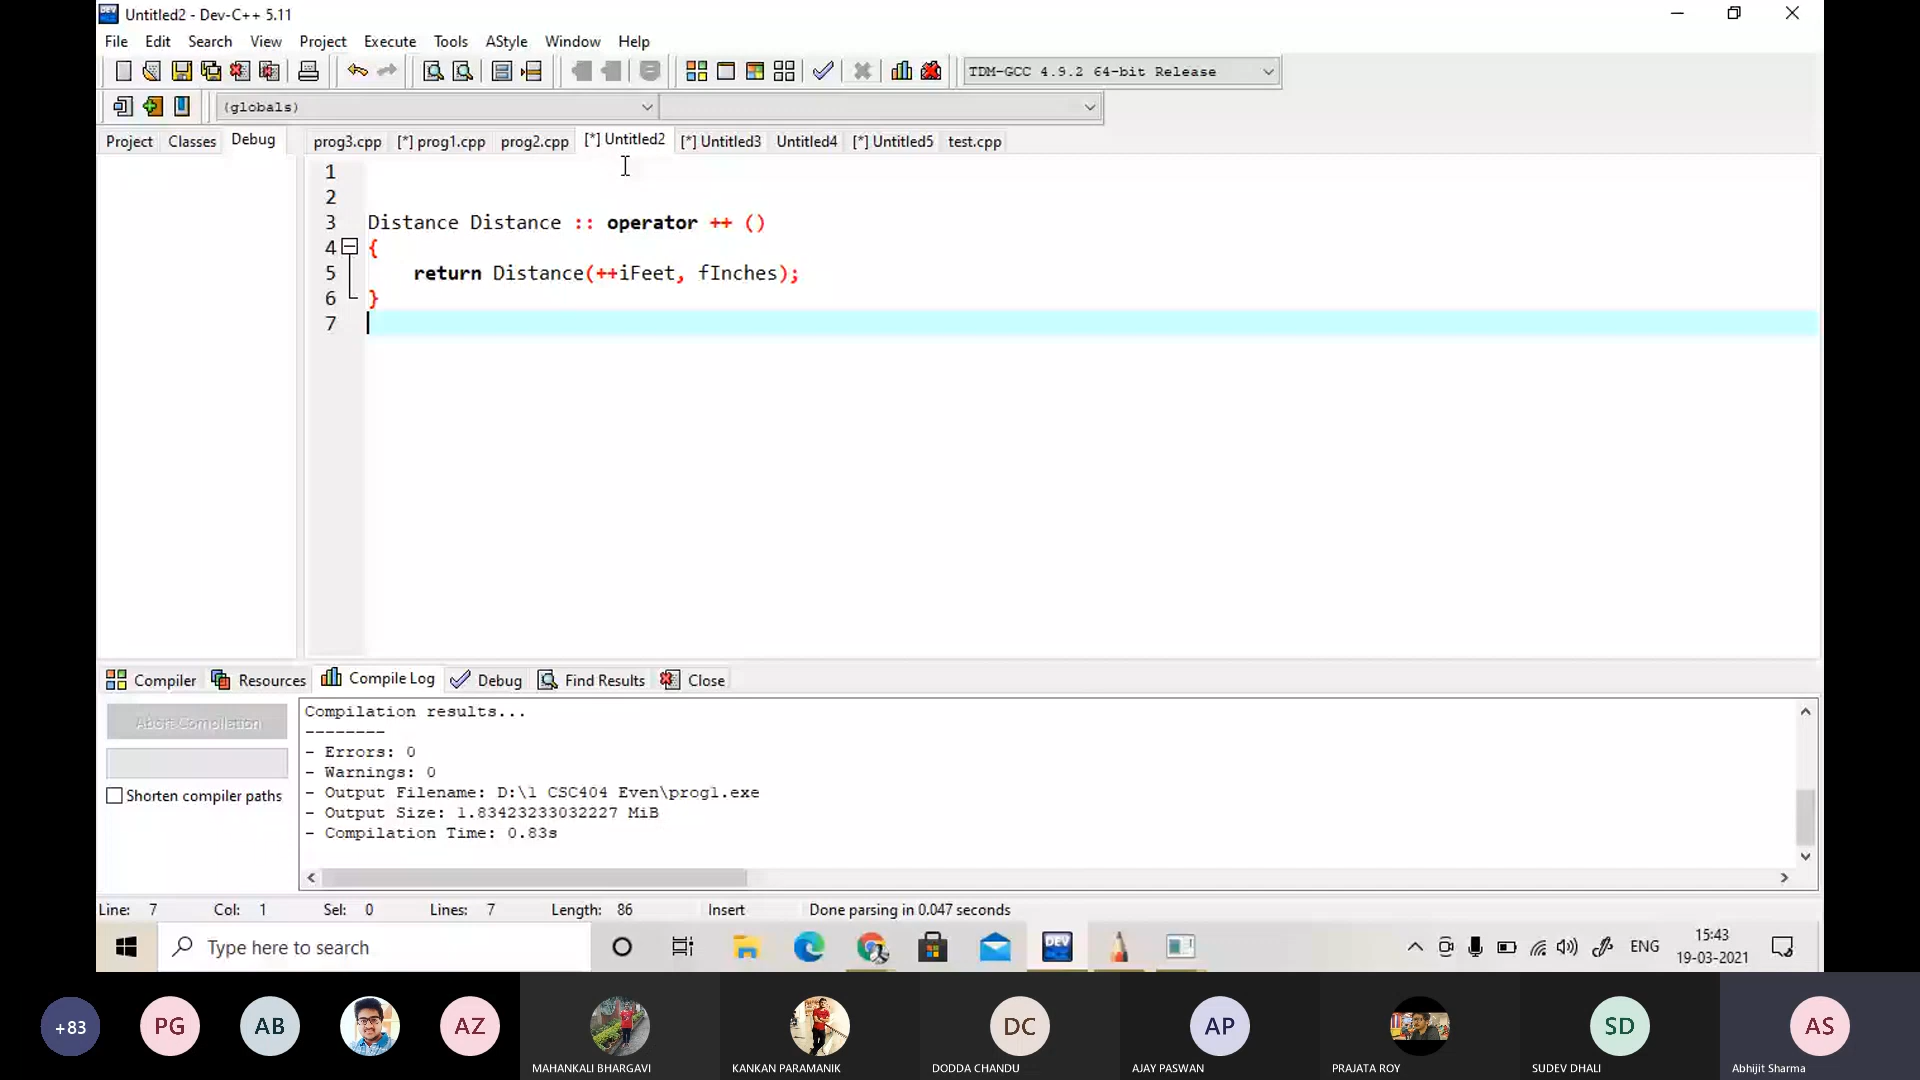 Untitled2 - Dev-C++ 5.11
File Edit Search View Project Execute Tools AStyle Window Help
TDM-GCC 4.9.2 64-bit Release
(globals)
Project Classes Debug
prog3.cpp [*] prog1.cpp prog2.cpp [*] Untitled2 [*] Untitled3 Untitled4 [*] Untitled5 test.cpp
1
2
3 Distance Distance :: operator ++ ()
4 {
5 return Distance(++iFeet, fInches);
6 }
7
Compiler Resources Compile Log Debug Find Results Close
Abort Compilation
Shorten compiler paths
Compilation results...
--------
- Errors: 0
- Warnings: 0
- Output Filename: D:\1 CSC404 Even\prog1.exe
- Output Size: 1.83423233032227 MiB
- Compilation Time: 0.83s
Line: 7 Col: 1 Sel: 0 Lines: 7 Length: 86 Insert Done parsing in 0.047 seconds
Type here to search
DEV
ENG
15:43
19-03-2021
+83 PG AB AZ DC AP SD AS
MAHANKALI BHARGAVI KANKAN PARAMANIK DODDA CHANDU AJAY PASWAN PRAJATA ROY SUDEV DHALI Abhijit Sharma